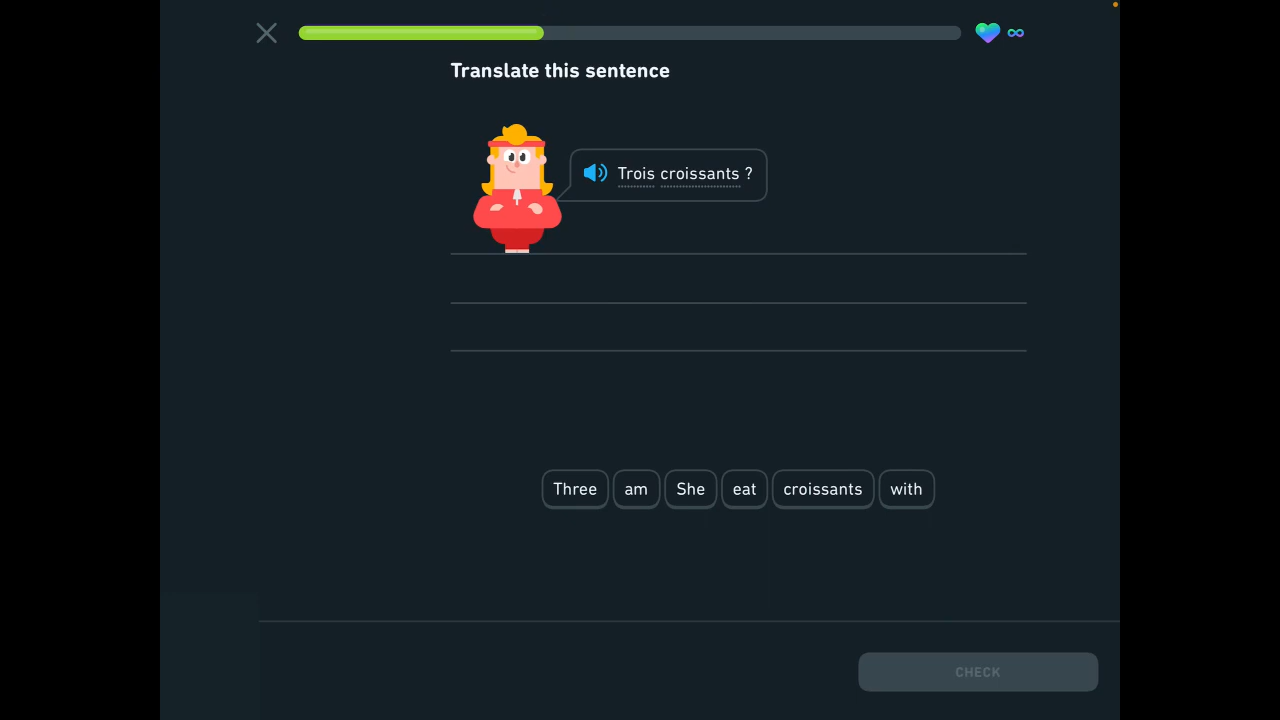 Translate this sentence
Trois croissants ?
Three am She eat croissants with
CHECK